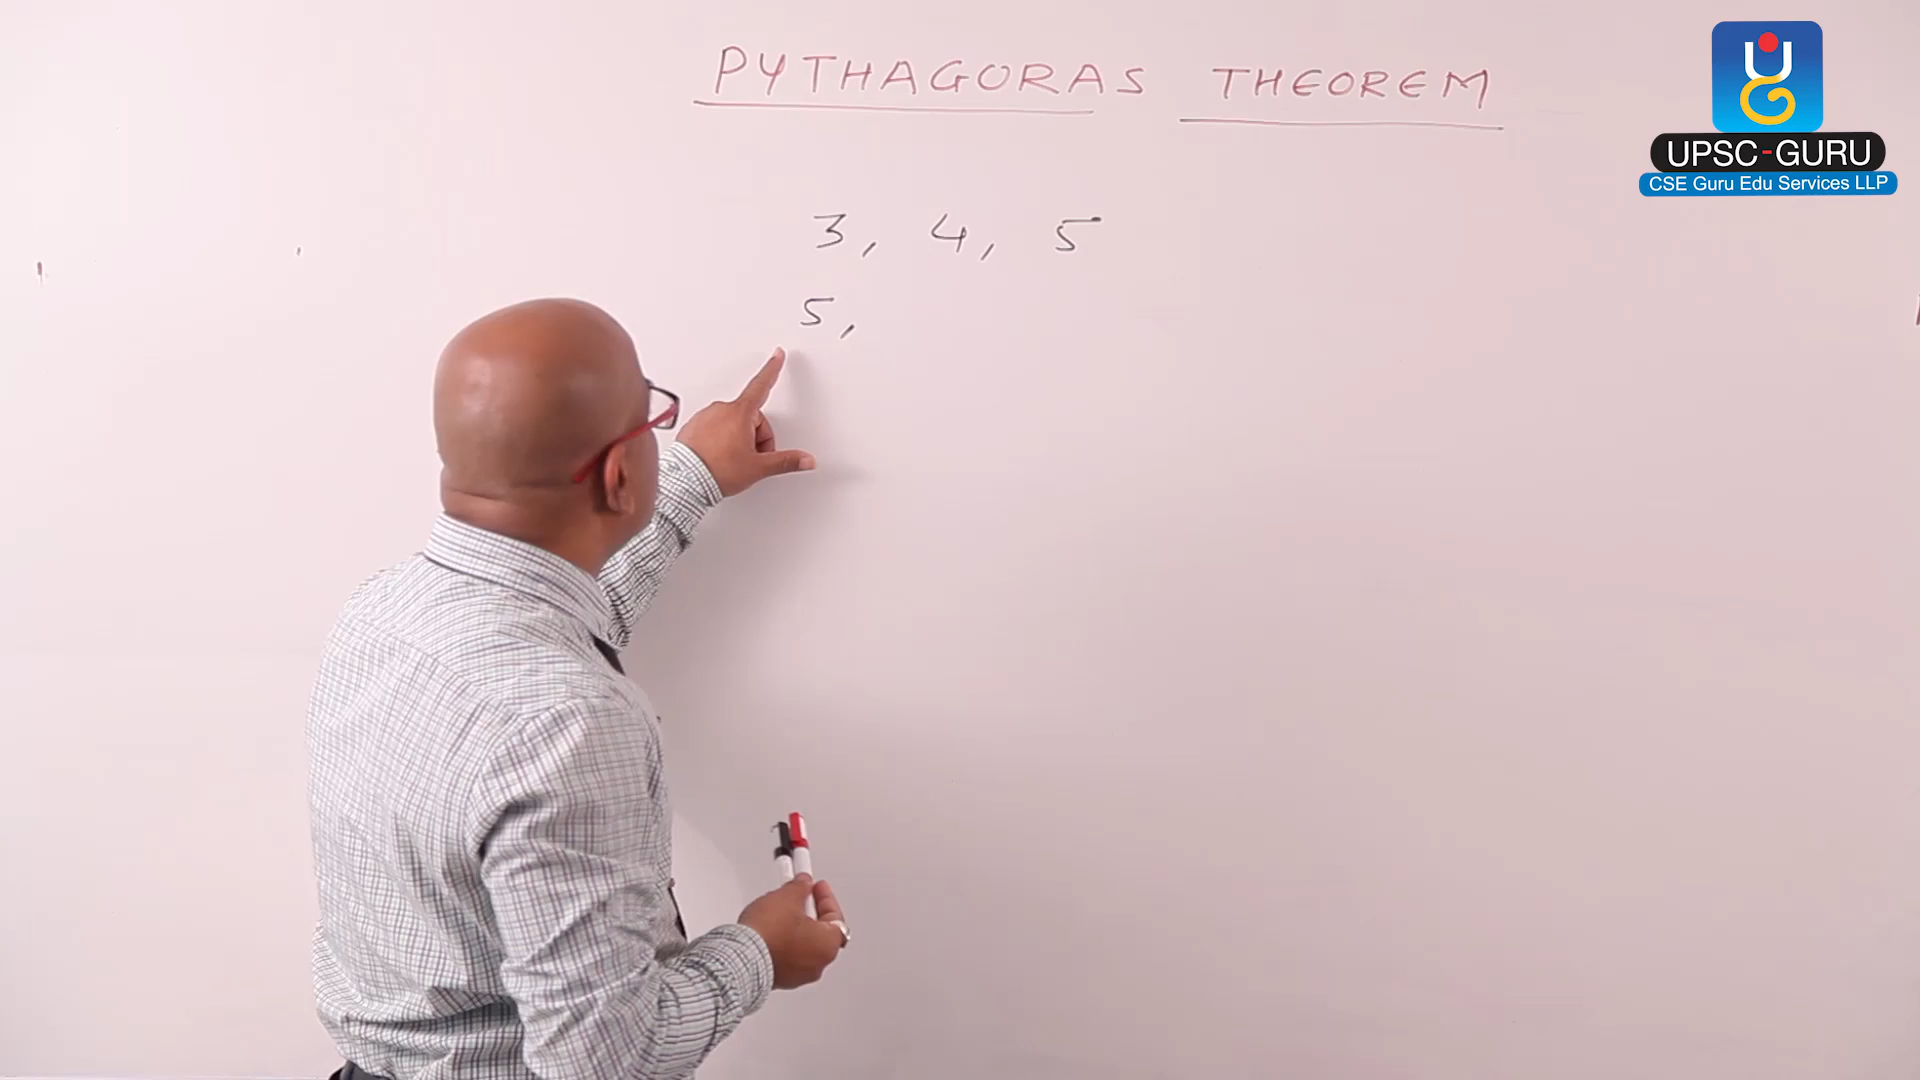 PYTHAGORAS THEOREM
UPSC-GURU
CSE Guru Edu Services LLP
3, 4, 5
5,